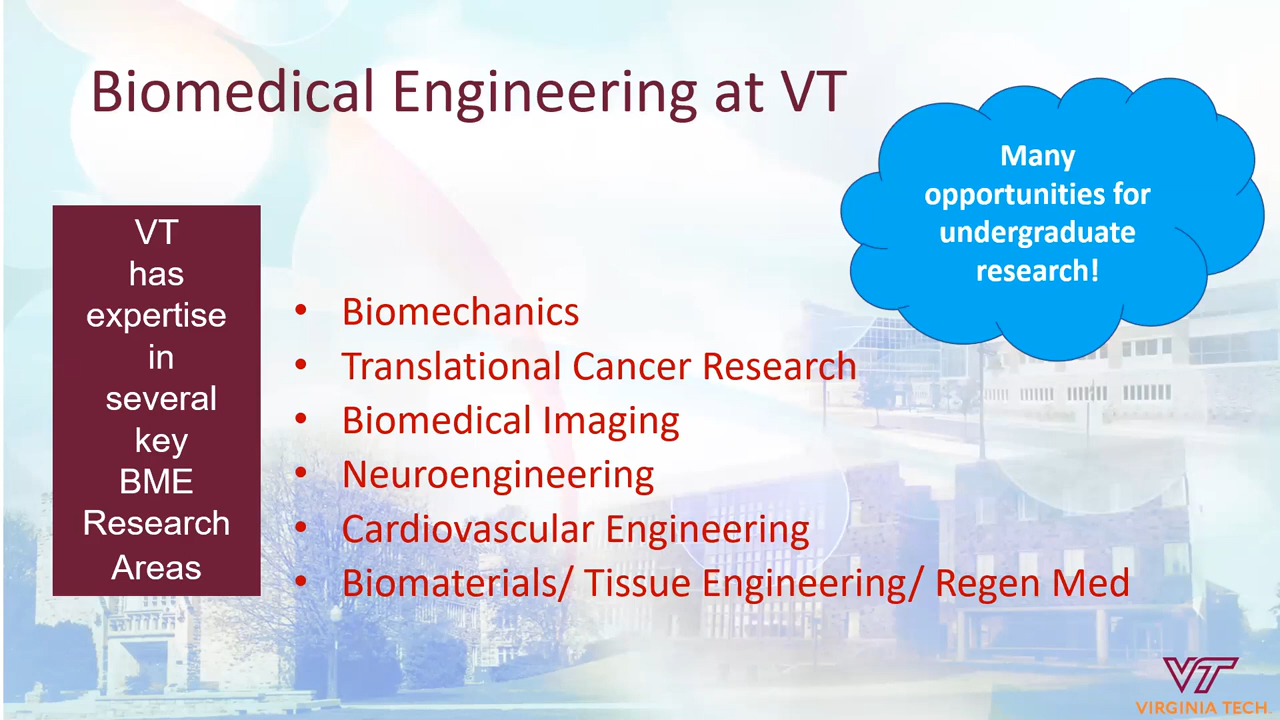 Biomedical Engineering at VT
Many
opportunities for
undergraduate
research!
VT
has
expertise
in
several
key
BME
Research
Areas
• Biomechanics
• Translational Cancer Research
• Biomedical Imaging
• Neuroengineering
• Cardiovascular Engineering
• Biomaterials/ Tissue Engineering/ Regen Med
VT
VIRGINIA TECH.